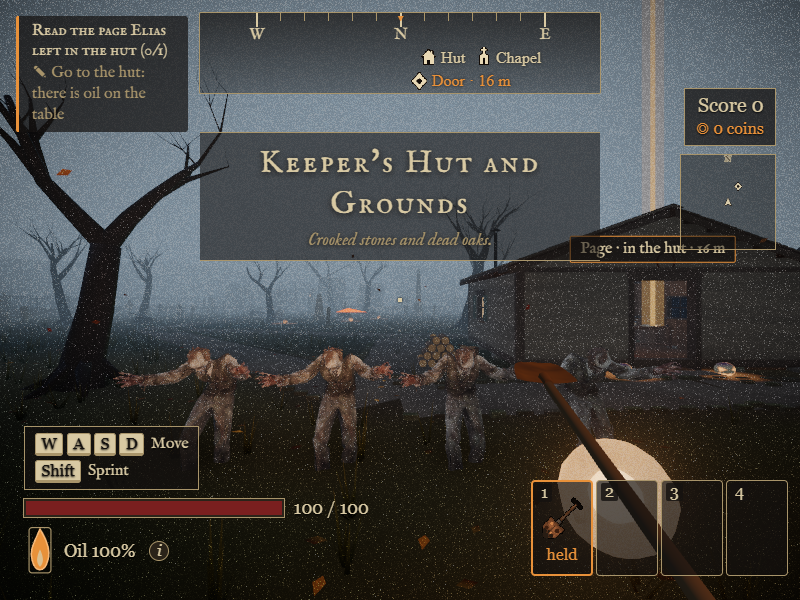 Read the page Elias
left in the hut (0/1)
✎ Go to the hut:
there is oil on the
table
W N E
Hut Chapel
Door · 16 m
Score 0
0 coins
N
Keeper's Hut and
Grounds
Crooked stones and dead oaks.
Page · in the hut · 16 m
W A S D Move
Shift Sprint
100 / 100
Oil 100% i
1 2 3 4
held